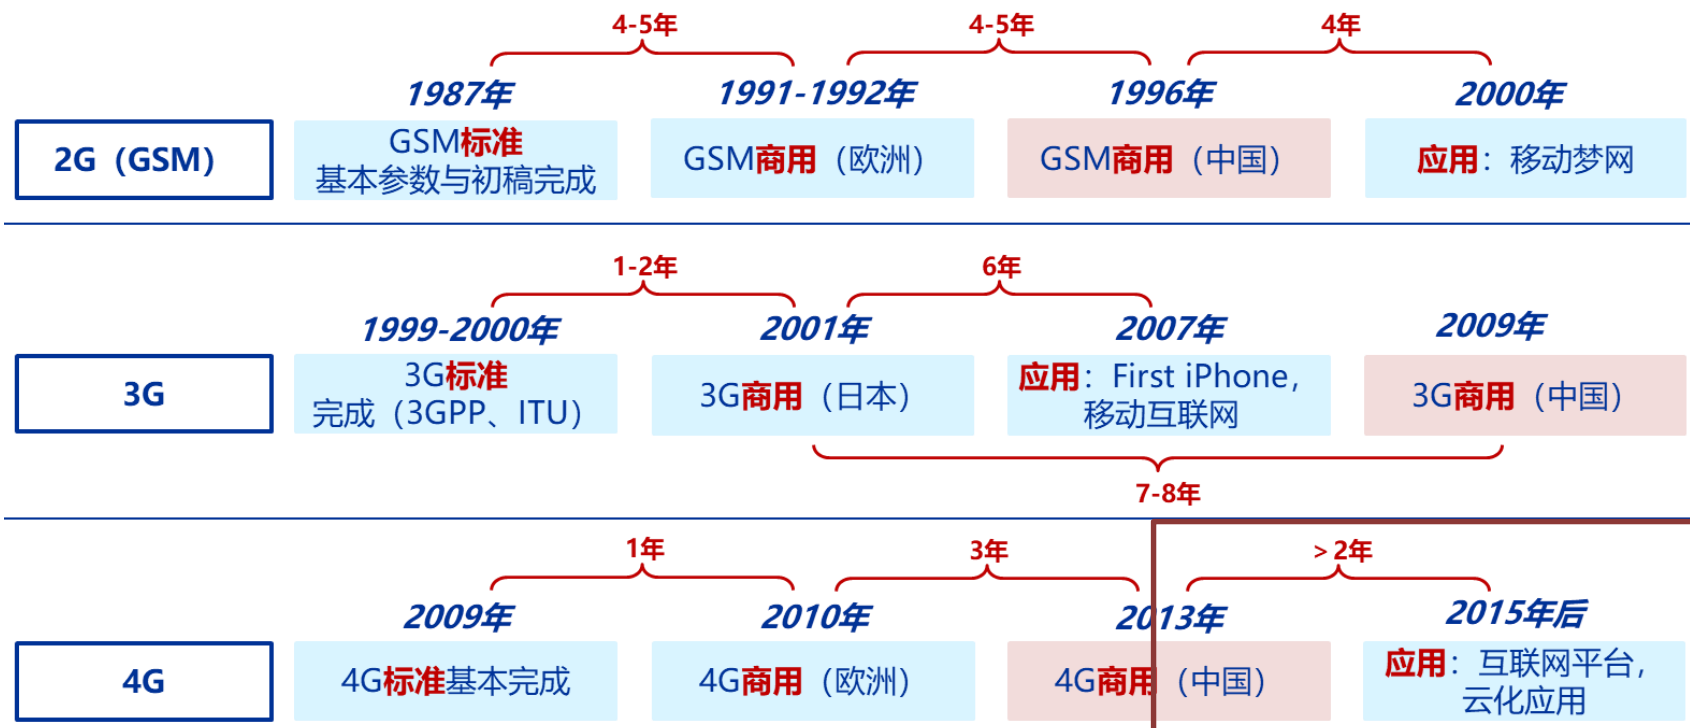 4-5年
4-5年
4年
1987年
1991-1992年
1996年
2000年
2G（GSM）
GSM标准
基本参数与初稿完成
GSM商用（欧洲）
GSM商用（中国）
应用：移动梦网
1-2年
6年
1999-2000年
2001年
2007年
2009年
3G
3G标准
完成（3GPP、ITU）
3G商用（日本）
应用：First iPhone，
移动互联网
3G商用（中国）
7-8年
1年
3年
＞2年
2009年
2010年
2013年
2015年后
4G
4G标准基本完成
4G商用（欧洲）
4G商用（中国）
应用：互联网平台，
云化应用